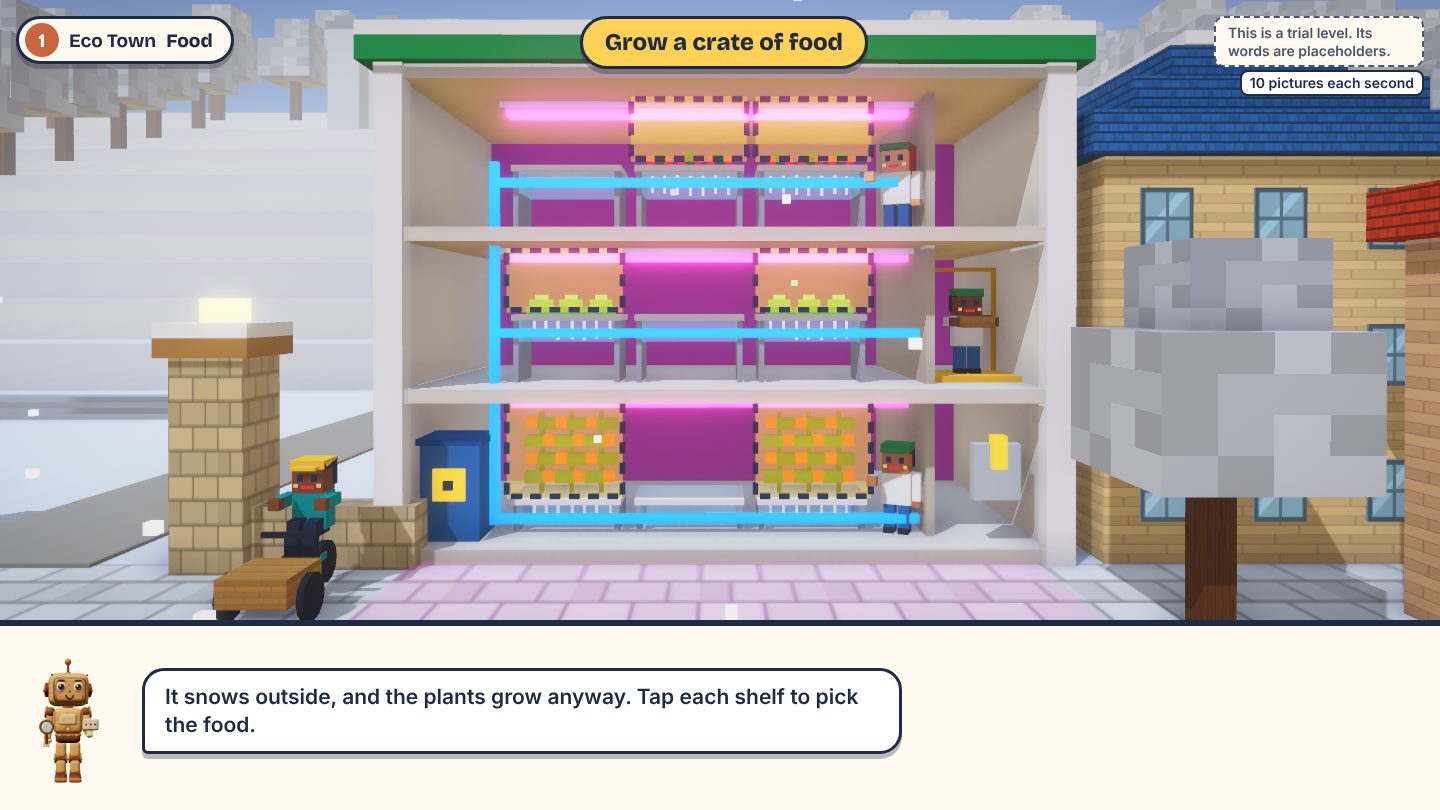 1 Eco Town Food
Grow a crate of food
This is a trial level. Its
words are placeholders.
10 pictures each second
It snows outside, and the plants grow anyway. Tap each shelf to pick
the food.